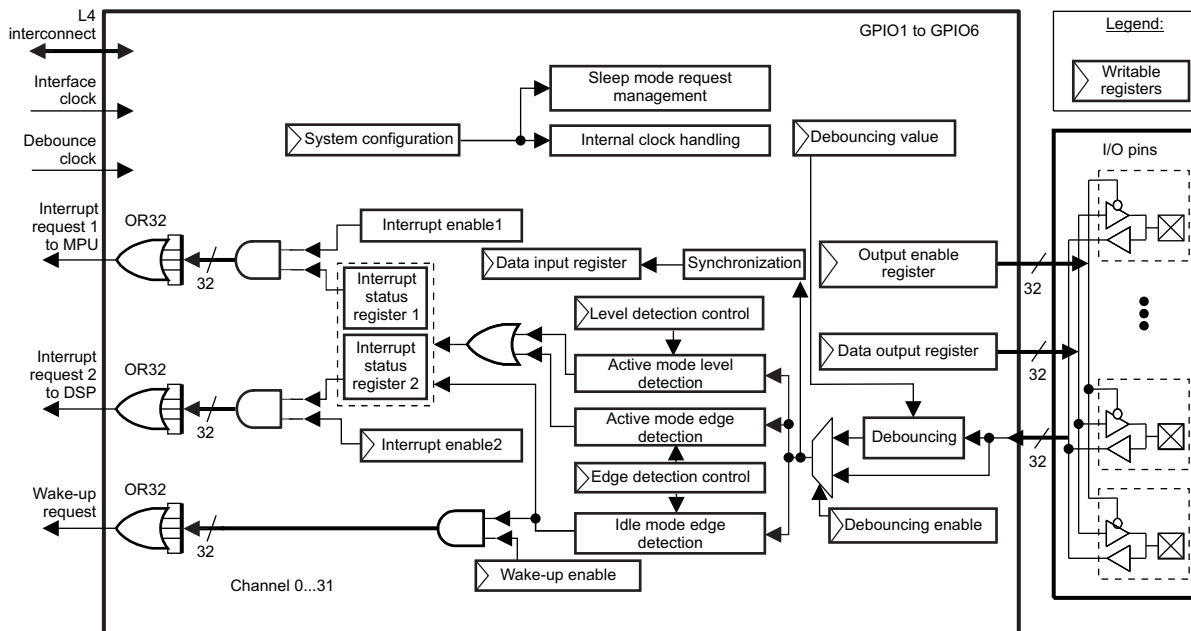 L4
interconnect
GPIO1 to GPIO6
Legend:
Writable
registers
Interface
clock
Sleep mode request
management
System configuration
Internal clock handling
Debouncing value
Debounce
clock
I/O pins
Interrupt
request 1
to MPU
OR32
32
Interrupt enable1
Data input register
Synchronization
Output enable
register
32
Interrupt
status
register 1
Level detection control
Interrupt
status
register 2
Active mode level
detection
Data output register
32
Interrupt
request 2
to DSP
OR32
32
Interrupt enable2
Active mode edge
detection
Debouncing
32
Edge detection control
Wake-up
request
OR32
32
Idle mode edge
detection
Debouncing enable
Wake-up enable
Channel 0...31